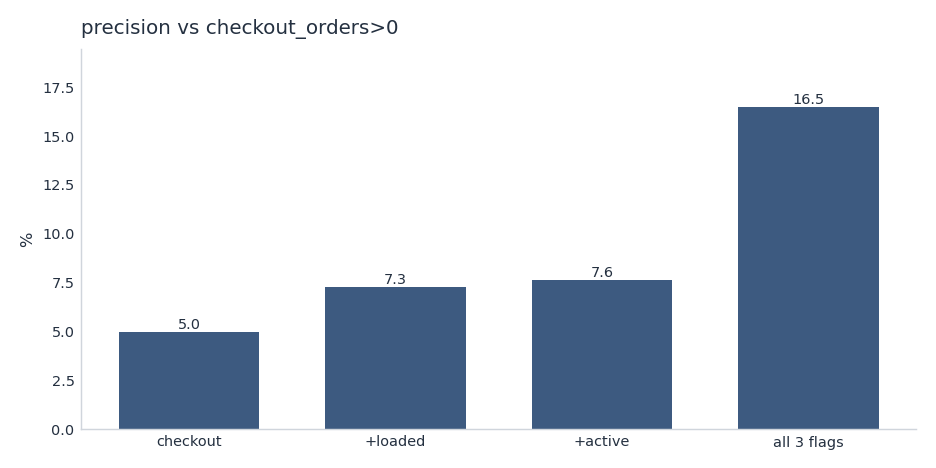 precision vs checkout_orders>0
%
17.5
15.0
12.5
10.0
7.5
5.0
2.5
0.0
5.0
7.3
7.6
16.5
checkout
+loaded
+active
all 3 flags